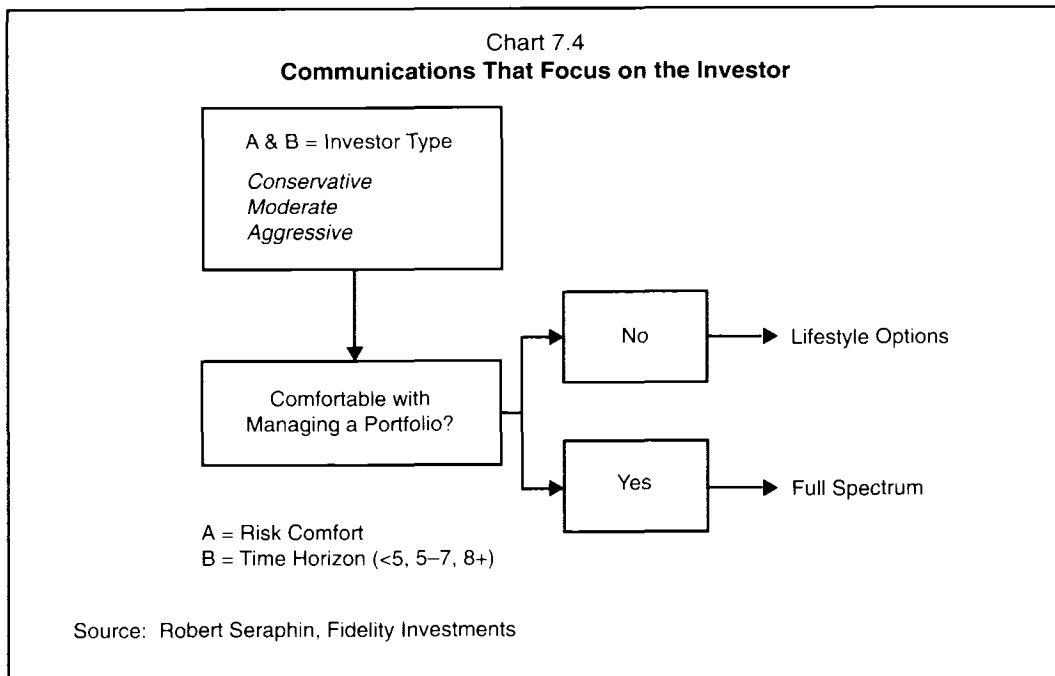 Chart 7.4
Communications That Focus on the Investor
A & B = Investor Type
Conservative
Moderate
Aggressive
Comfortable with
Managing a Portfolio?
No
Lifestyle Options
Yes
Full Spectrum
A = Risk Comfort
B = Time Horizon (<5, 5–7, 8+)
Source: Robert Seraphin, Fidelity Investments